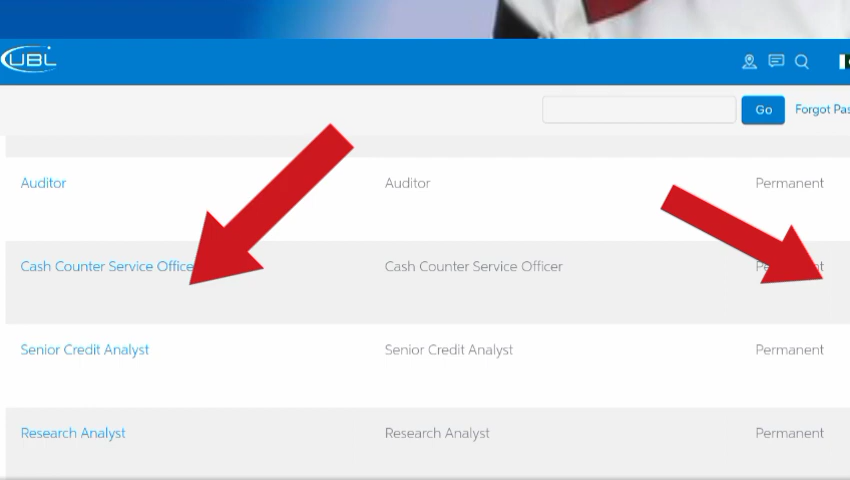 UBL
Go Forgot Pas
Auditor Auditor Permanent
Cash Counter Service Office Cash Counter Service Officer
Senior Credit Analyst Senior Credit Analyst Permanent
Research Analyst Research Analyst Permanent